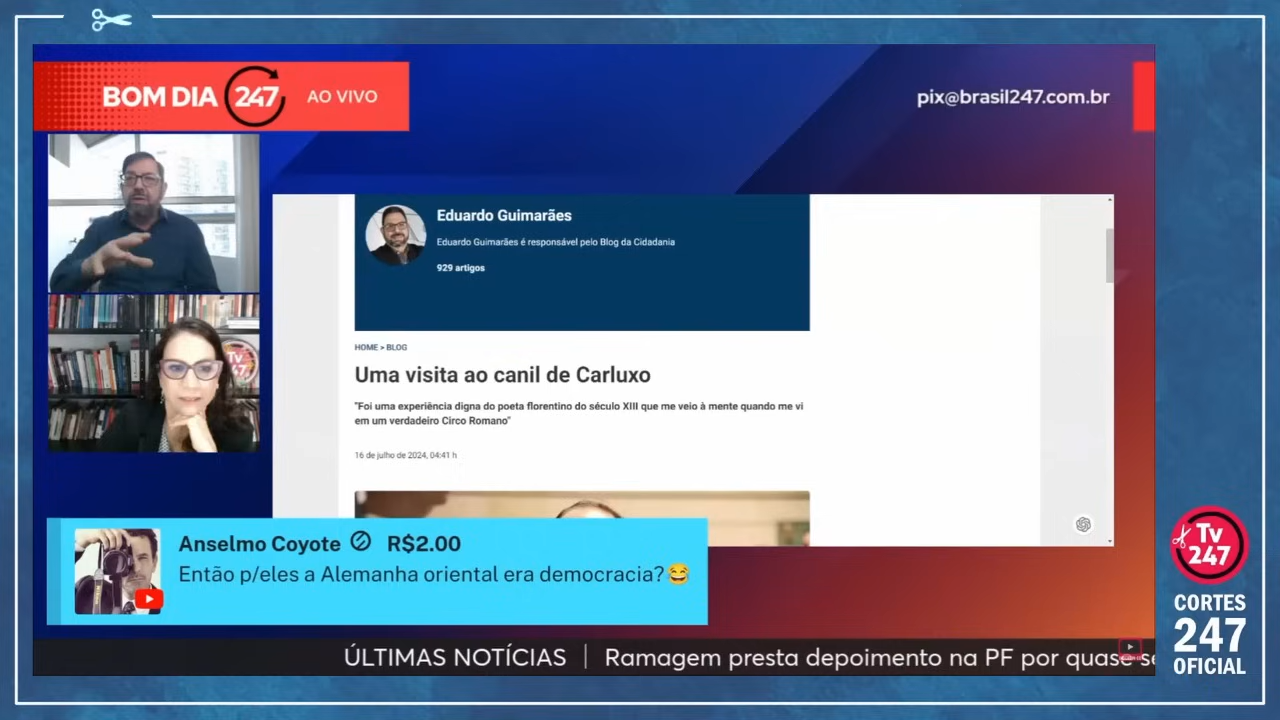 BOM DIA 247 AO VIVO
pix@brasil247.com.br
Eduardo Guimarães
Eduardo Guimarães é responsável pelo Blog da Cidadania
929 artigos
HOME > BLOG
Uma visita ao canil de Carluxo
"Foi uma experiência digna do poeta florentino do século XIII que me veio à mente quando me vi
em um verdadeiro Circo Romano"
16 de julho de 2024, 04:41 h
Tv
247
Anselmo Coyote R$2.00
Então p/eles a Alemanha oriental era democracia?😂
ÚLTIMAS NOTÍCIAS | Ramagem presta depoimento na PF por quase se
Tv
247
CORTES
247
OFICIAL